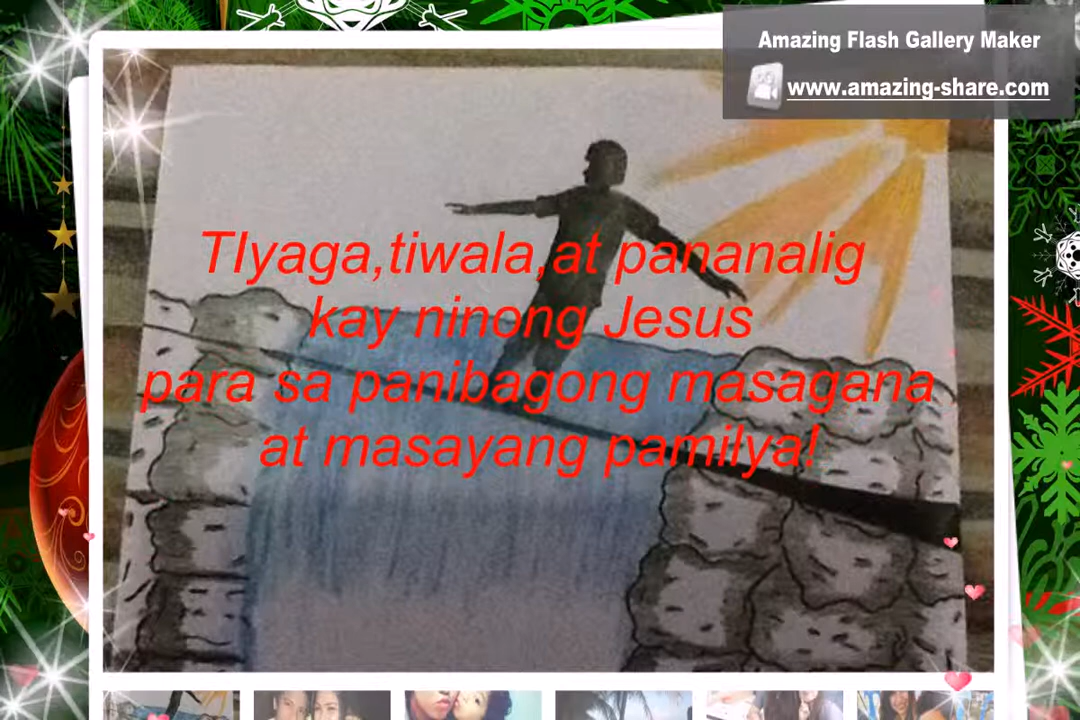 Amazing Flash Gallery Maker
www.amazing-share.com
TIyaga,tiwala,at pananalig
kay ninong Jesus
para sa panibagong masagana
at masayang pamilya!